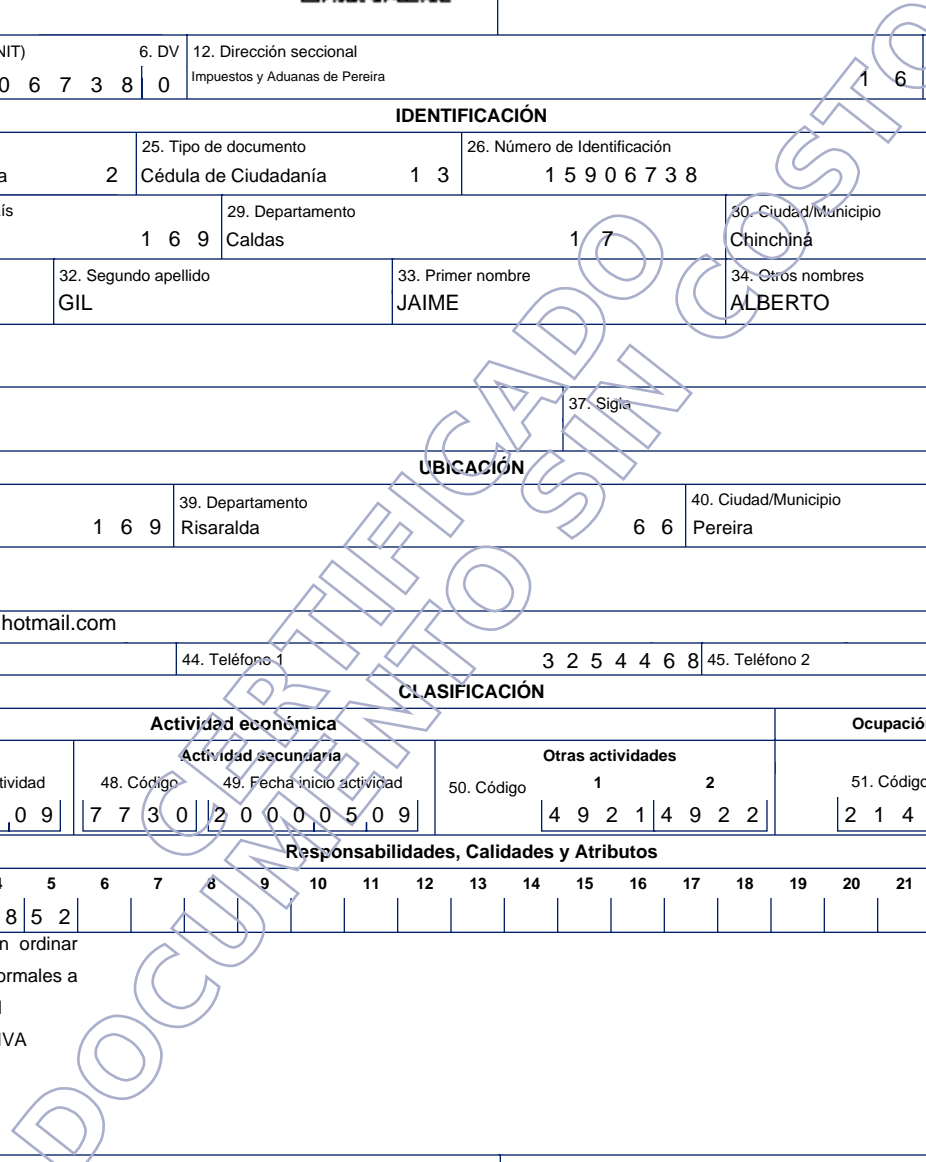 NIT) 6. DV 12. Dirección seccional
0 6 7 3 8 0 Impuestos y Aduanas de Pereira 1 6
IDENTIFICACIÓN
25. Tipo de documento 26. Número de Identificación
a 2 Cédula de Ciudadanía 1 3 1 5 9 0 6 7 3 8
ís 29. Departamento 30. Ciudad/Municipio
1 6 9 Caldas 1 7 Chinchiná
32. Segundo apellido 33. Primer nombre 34. Otros nombres
GIL JAIME ALBERTO
37. Sigla
UBICACIÓN
39. Departamento 40. Ciudad/Municipio
1 6 9 Risaralda 6 6 Pereira
hotmail.com
44. Teléfono 1 3 2 5 4 4 6 8 45. Teléfono 2
CLASIFICACIÓN
Actividad económica Ocupación
Actividad secundaria Otras actividades
tividad 48. Código 49. Fecha inicio actividad 50. Código 1 2 51. Código
0 9 7 7 3 0 2 0 0 0 0 5 0 9 4 9 2 1 4 9 2 2 2 1 4
Responsabilidades, Calidades y Atributos
5 6 7 8 9 10 11 12 13 14 15 16 17 18 19 20 21
8 5 2
n ordinar
ormales a
IVA
CERTIFICADO
DOCUMENTO SIN COSTO